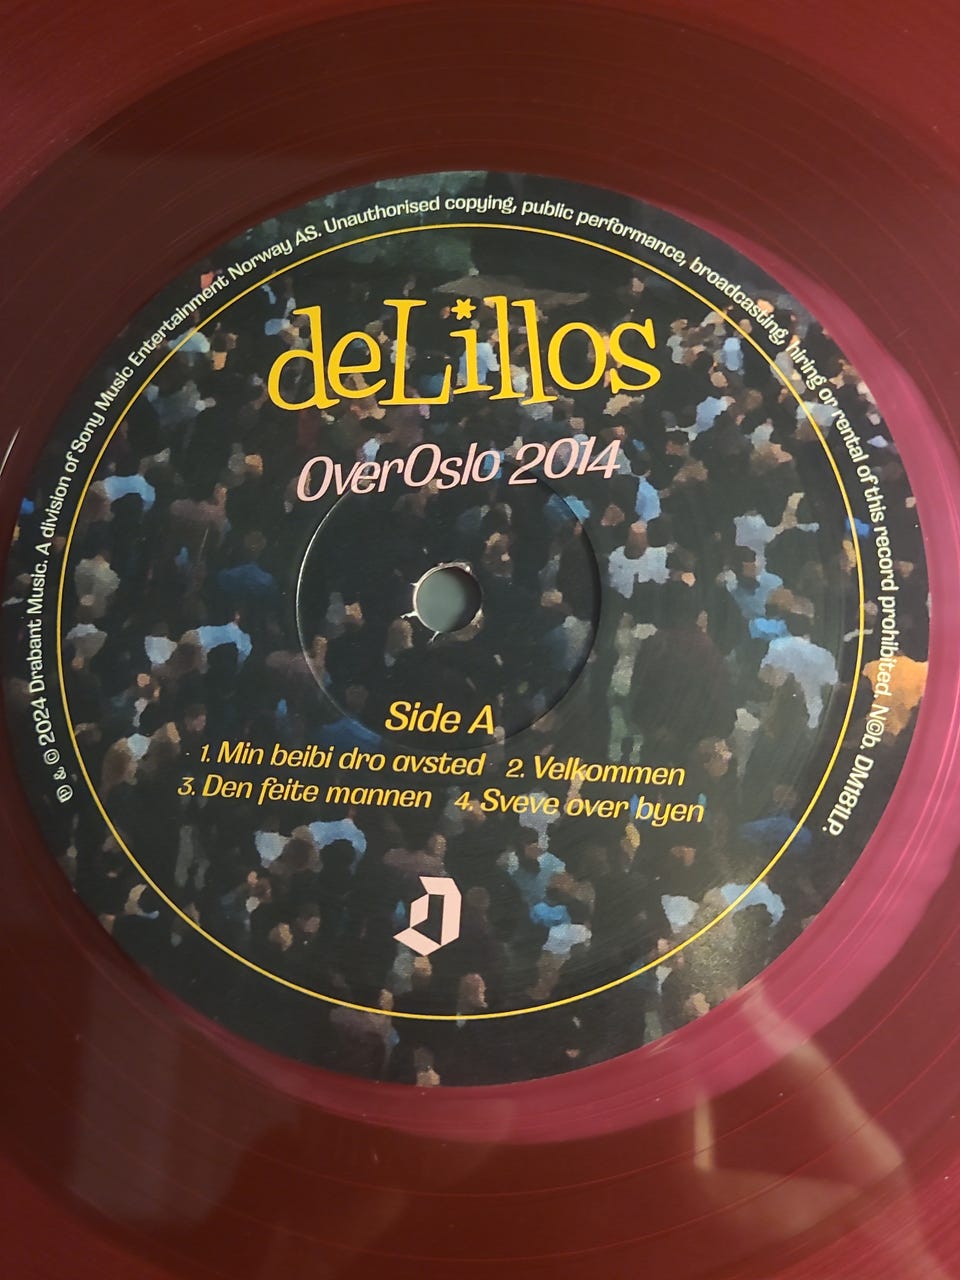 deLillos
OverOslo 2014
Side A
1. Min beibi dro avsted 2. Velkommen
3. Den feite mannen 4. Sveve over byen
D
℗ & © 2024 Drabant Music. A division of Sony Music Entertainment Norway AS. Unauthorised copying, public performance, broadcasting, hiring or rental of this record prohibited. N©b. DM181LP.